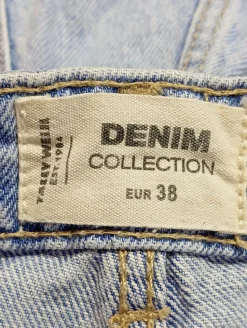 TALLY WEiJL
EST. 1984
DENIM
COLLECTION
EUR 38